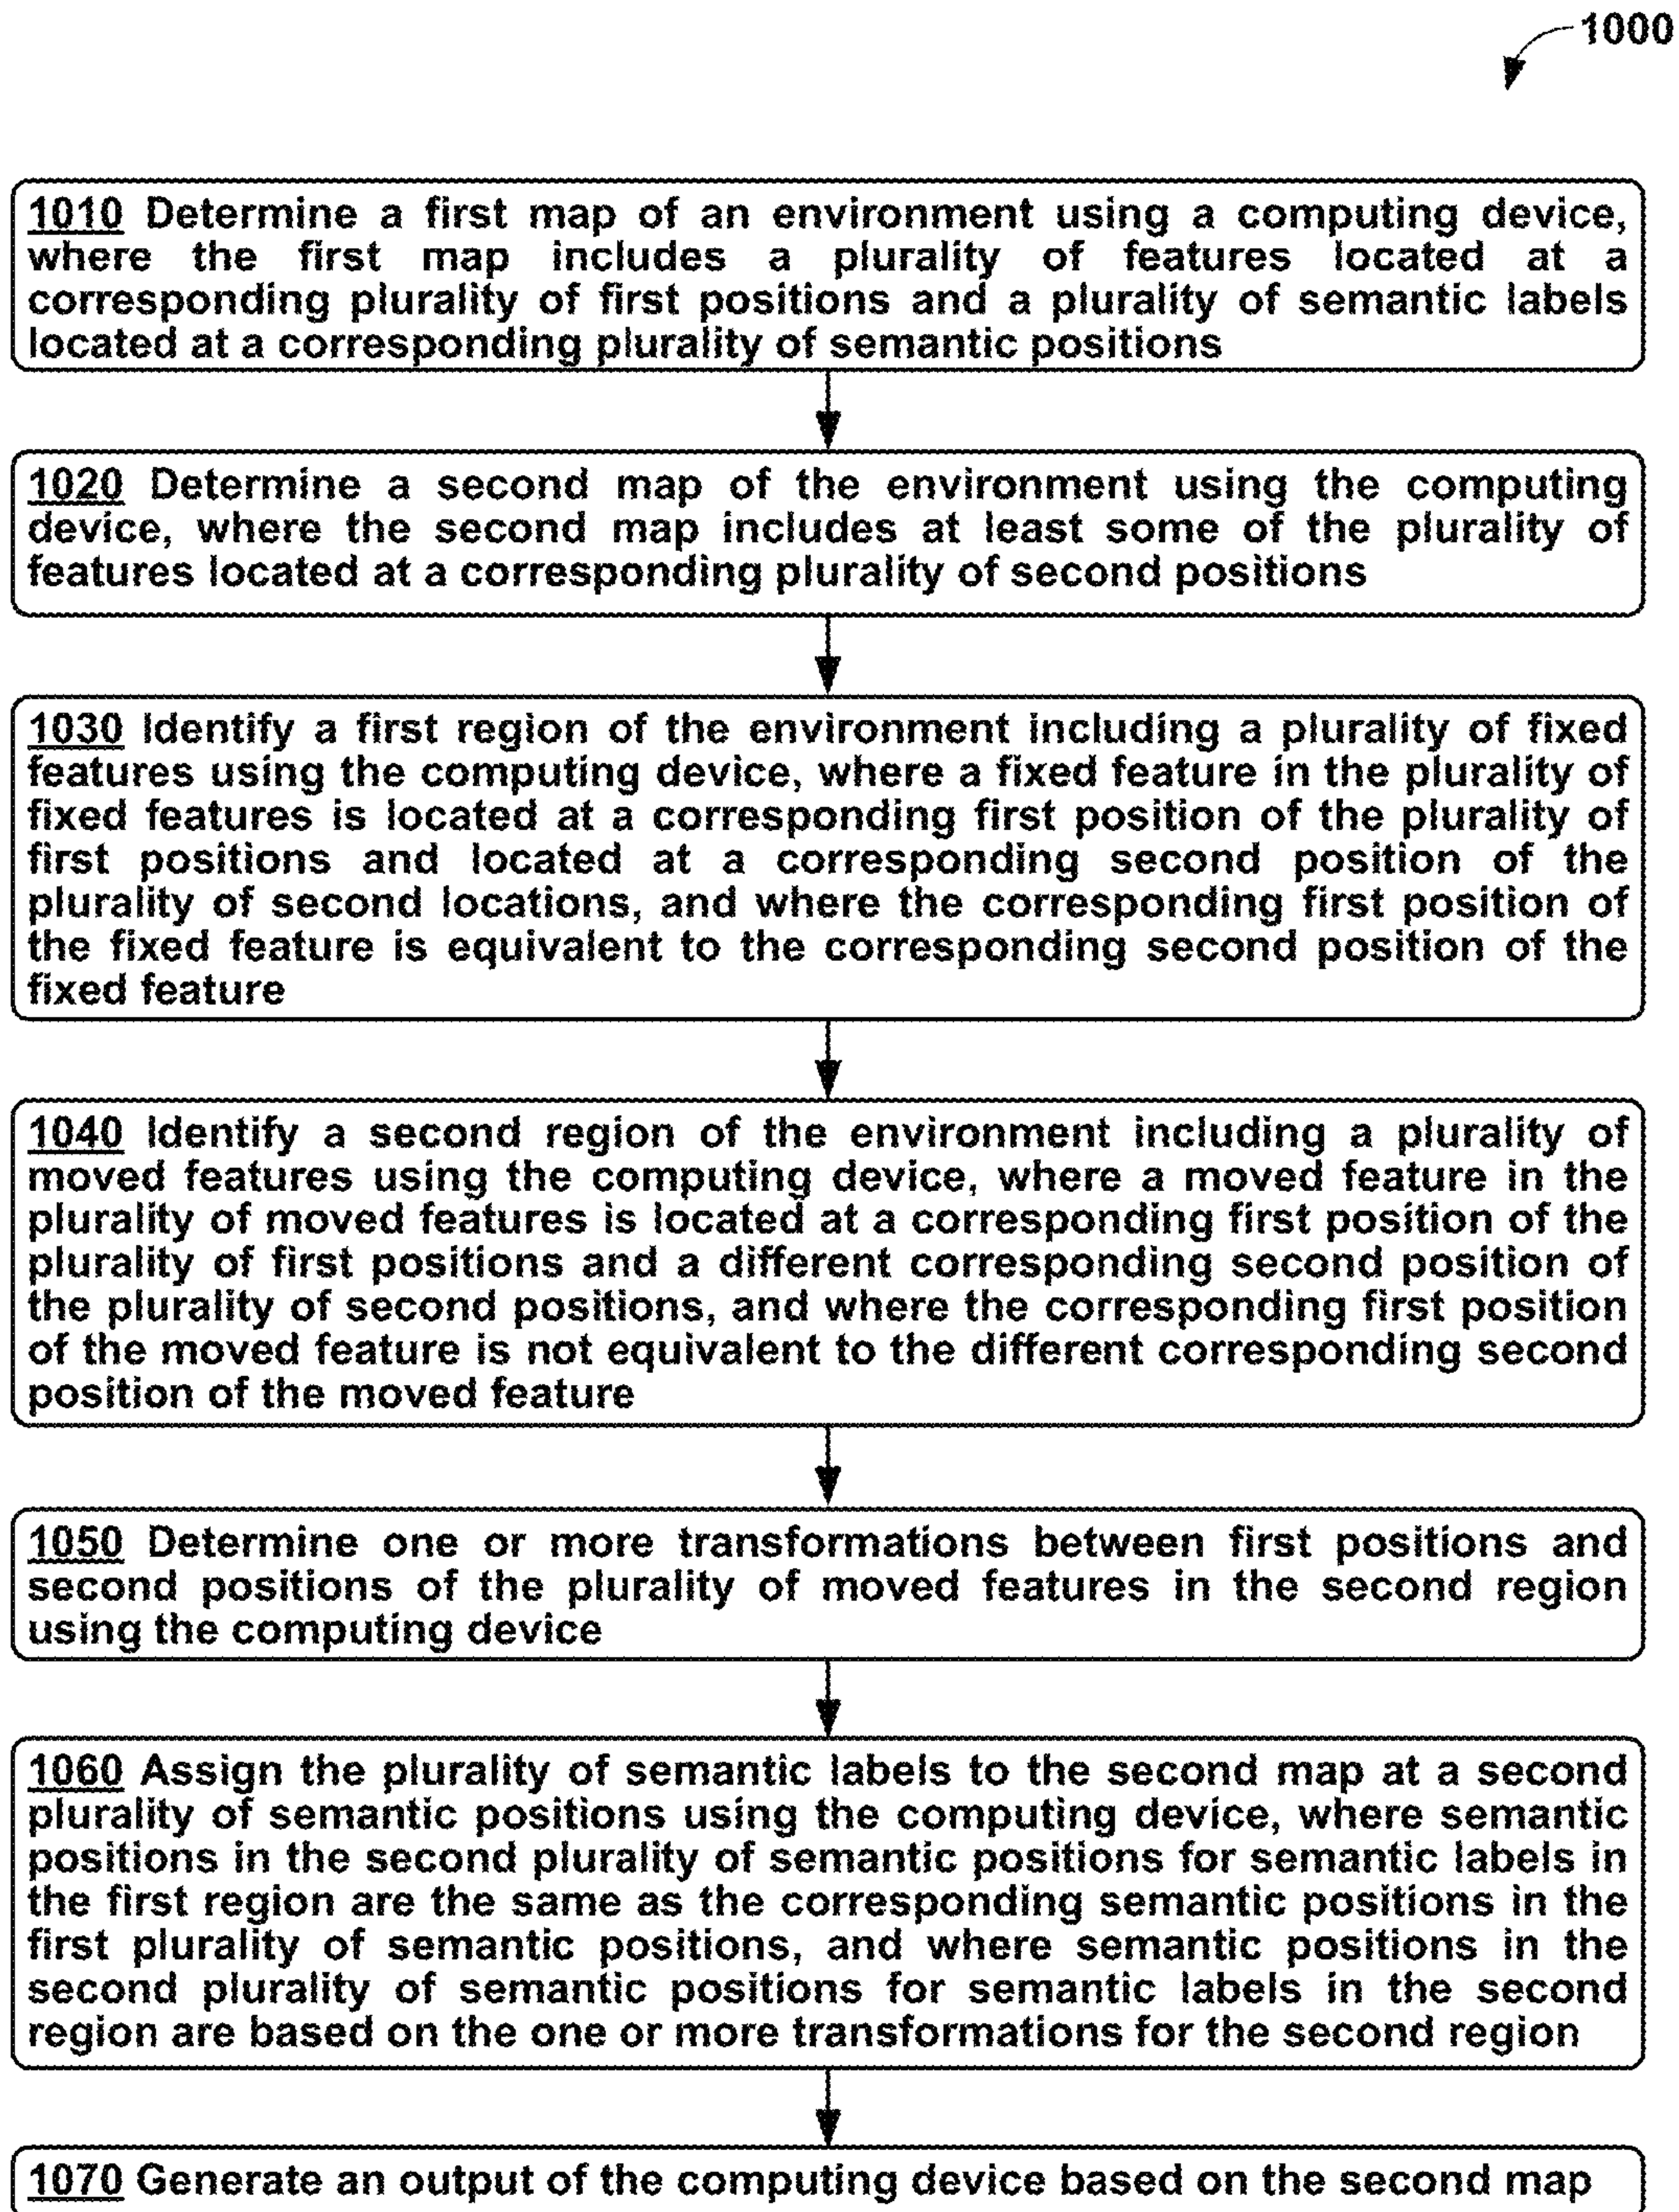 1000
1010 Determine a first map of an environment using a computing device,
where the first map includes a plurality of features located at a
corresponding plurality of first positions and a plurality of semantic labels
located at a corresponding plurality of semantic positions
1020 Determine a second map of the environment using the computing
device, where the second map includes at least some of the plurality of
features located at a corresponding plurality of second positions
1030 Identify a first region of the environment including a plurality of fixed
features using the computing device, where a fixed feature in the plurality of
fixed features is located at a corresponding first position of the plurality of
first positions and located at a corresponding second position of the
plurality of second locations, and where the corresponding first position of
the fixed feature is equivalent to the corresponding second position of the
fixed feature
1040 Identify a second region of the environment including a plurality of
moved features using the computing device, where a moved feature in the
plurality of moved features is located at a corresponding first position of the
plurality of first positions and a different corresponding second position of
the plurality of second positions, and where the corresponding first position
of the moved feature is not equivalent to the different corresponding second
position of the moved feature
1050 Determine one or more transformations between first positions and
second positions of the plurality of moved features in the second region
using the computing device
1060 Assign the plurality of semantic labels to the second map at a second
plurality of semantic positions using the computing device, where semantic
positions in the second plurality of semantic positions for semantic labels in
the first region are the same as the corresponding semantic positions in the
first plurality of semantic positions, and where semantic positions in the
second plurality of semantic positions for semantic labels in the second
region are based on the one or more transformations for the second region
1070 Generate an output of the computing device based on the second map